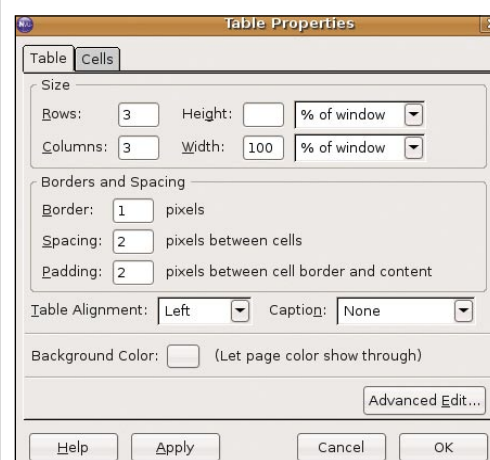 Table Properties
Table Cells
Size
Rows: 3 Height: % of window
Columns: 3 Width: 100 % of window
Borders and Spacing
Border: 1 pixels
Spacing: 2 pixels between cells
Padding: 2 pixels between cell border and content
Table Alignment: Left Caption: None
Background Color: (Let page color show through)
Advanced Edit...
Help Apply Cancel OK